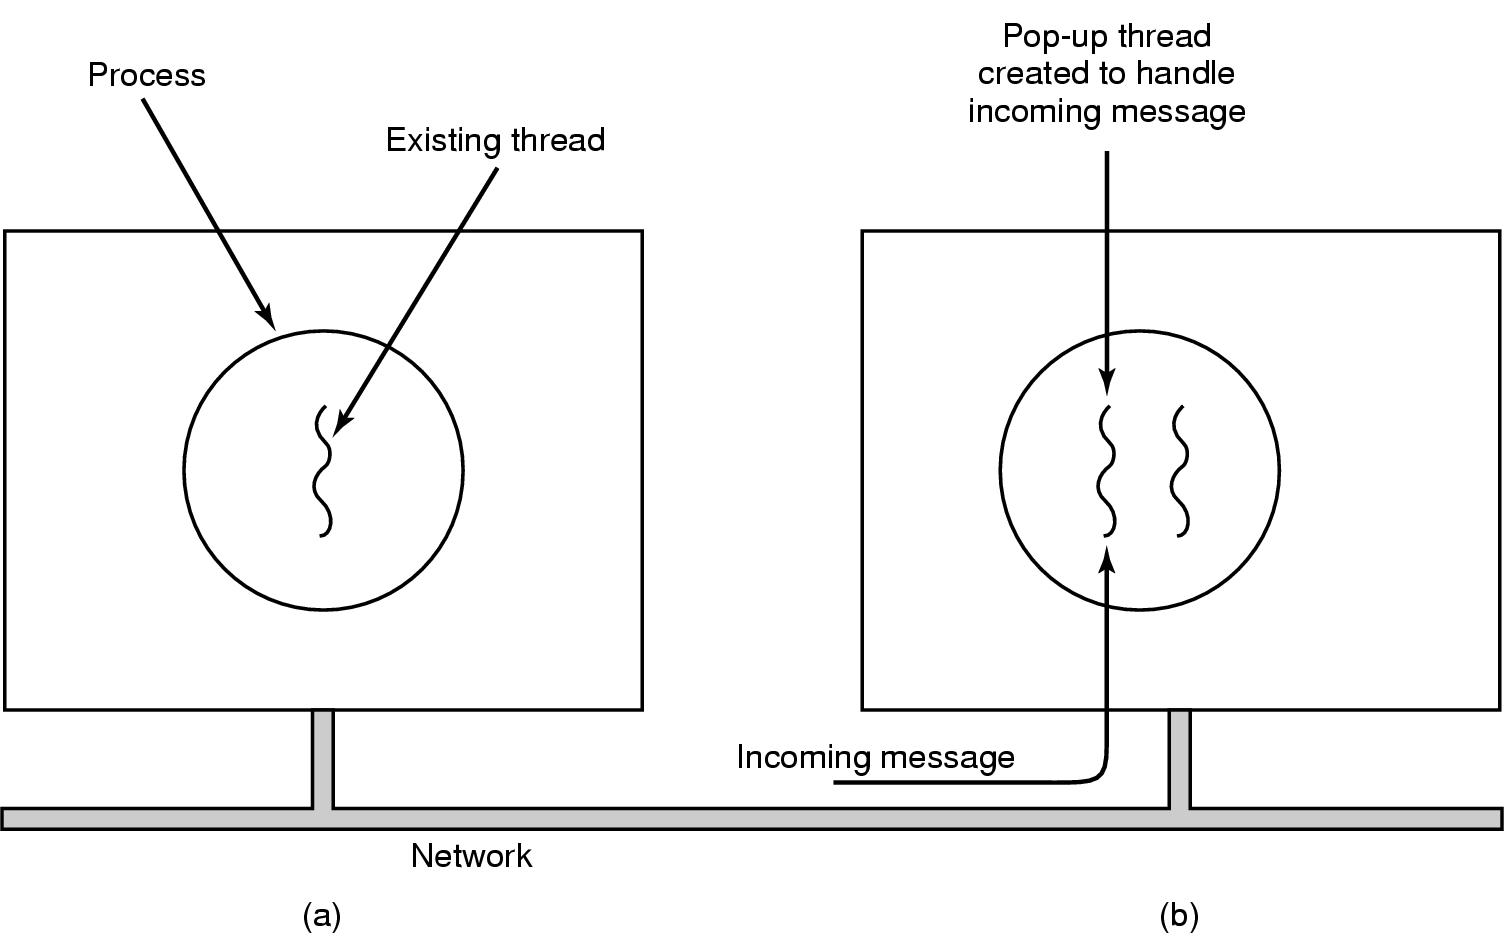 Process
Existing thread
Pop-up thread
created to handle
incoming message
Incoming message
Network
(a)
(b)